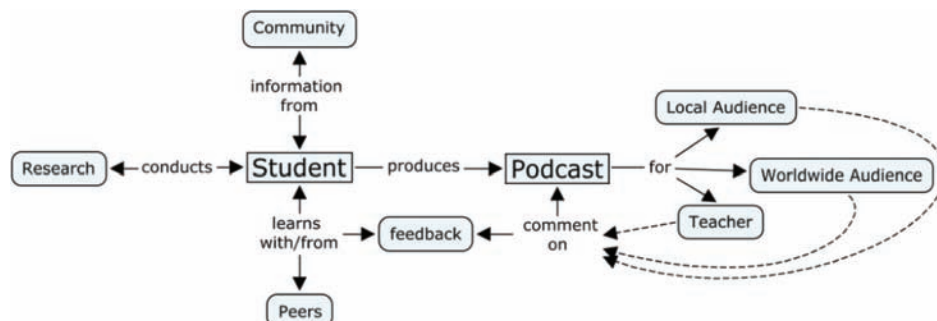 Community
information
from
Local Audience
Research
conducts
Student
produces
Podcast
for
Worldwide Audience
learns
with/from
feedback
comment
on
Teacher
Peers